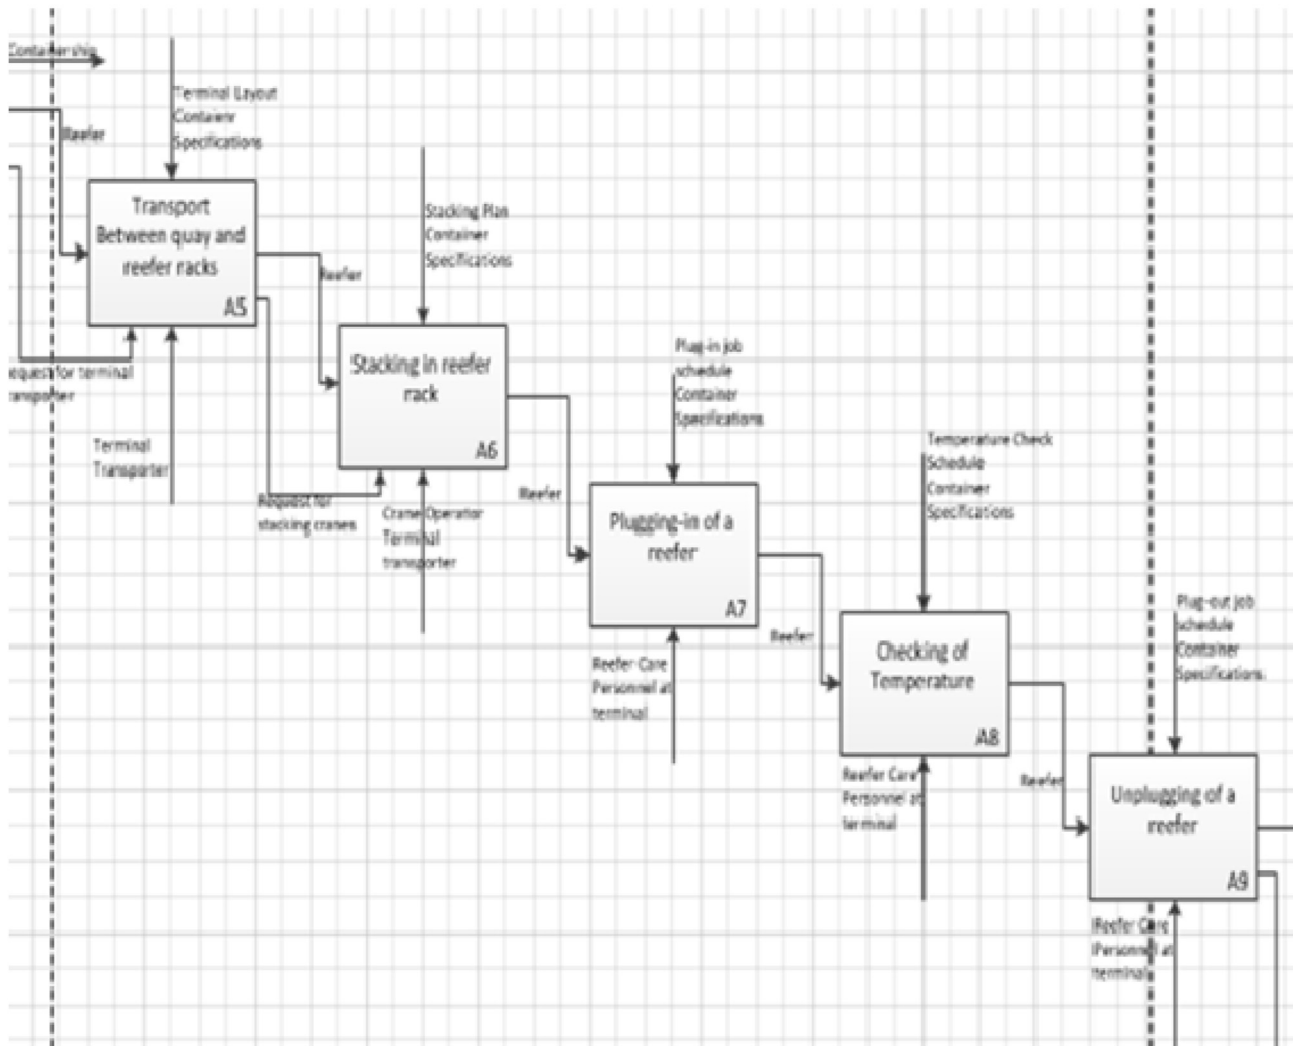 Containership
Terminal Layout
Contaienr
Specifications
Reefer
Transport
Between quay and
reefer racks
A5
Reefer
Stacking Plan
Container
Specifications
equest for terminal
ansporter
Terminal
Transporter
Stacking in reefer
rack
A6
Request for
stacking cranes
Crane Operator
Terminal
transporter
Reefer
Plug-in job
schedule
Container
Specifications
Plugging-in of a
reefer
A7
Reefer Care
Personnel at
terminal
Reefer
Temperature Check
Schedule
Container
Specifications
Checking of
Temperature
A8
Reefer Care
Personnel at
terminal
Reefer
Plug-out job
schedule
Container
Specifications
Unplugging of a
reefer
A9
Reefer Care
Personnel at
terminal